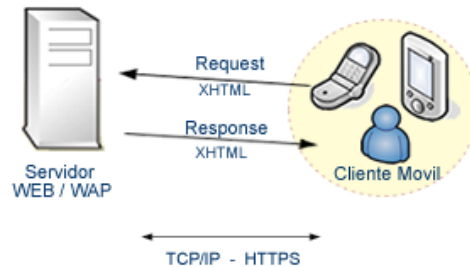 Request
XHTML
Response
XHTML
Servidor
WEB / WAP
Cliente Movil
TCP/IP - HTTPS